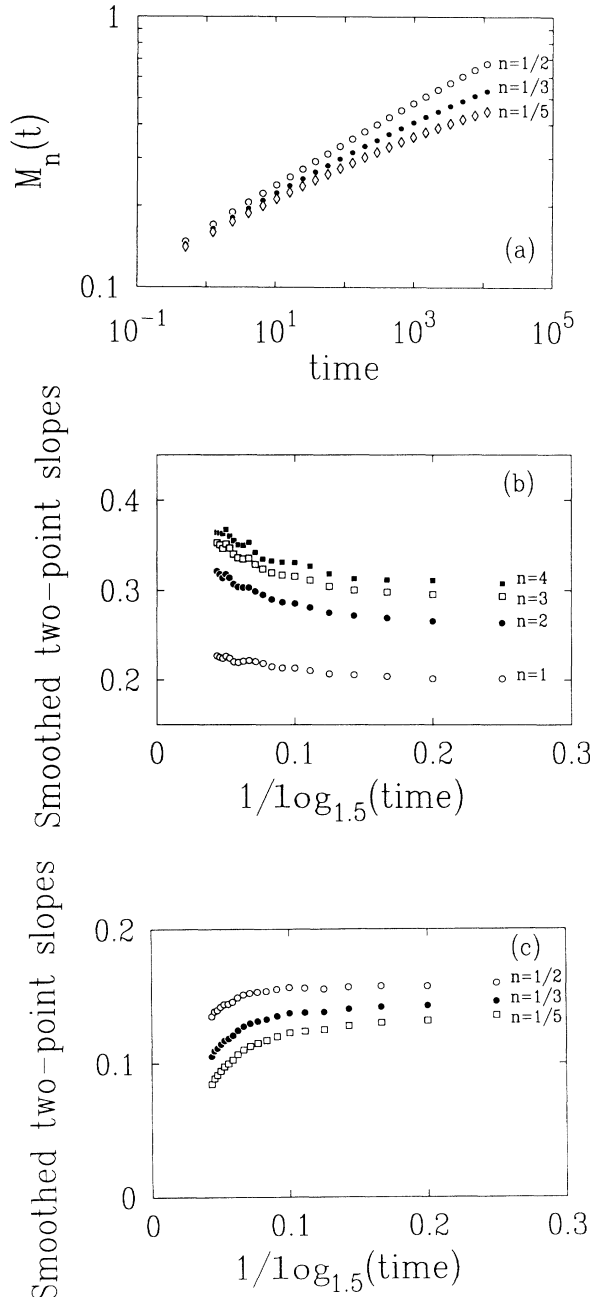 1
M_n(t)
n=1/2
n=1/3
n=1/5
(a)
0.1
10^-1 10^1 10^3 10^5
time
Smoothed two-point slopes
(b)
0.4
0.3
0.2
n=4
n=3
n=2
n=1
0 0.1 0.2 0.3
1/log_1.5(time)
Smoothed two-point slopes
(c)
0.2
0.1
0
n=1/2
n=1/3
n=1/5
0 0.1 0.2 0.3
1/log_1.5(time)